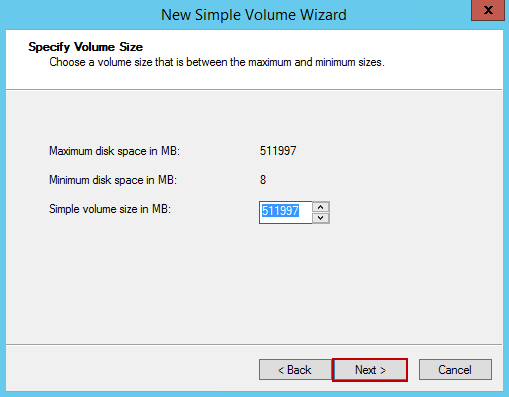 New Simple Volume Wizard
x
Specify Volume Size
Choose a volume size that is between the maximum and minimum sizes.
Maximum disk space in MB: 511997
Minimum disk space in MB: 8
Simple volume size in MB: 511997
< Back Next > Cancel